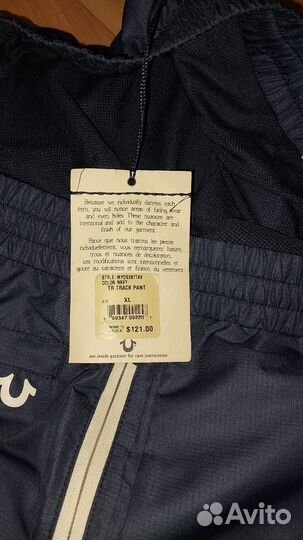 Because we individually distress each
item, you will notice areas of fading wear
and even holes. These nuances are
intentional and add to the character and
finish of our garment.
Parce que nous traitons les pieces
individuellement, vous remarquerez usures,
trous et nuances de décoloration,
ces modifications sont intentionnelles et
ajoute au caractère et finition du vetement.
STYLE
COLOR: NAVY
TR TRACK PANT
XL
$121.00
see inside garment for care instructions
Avito